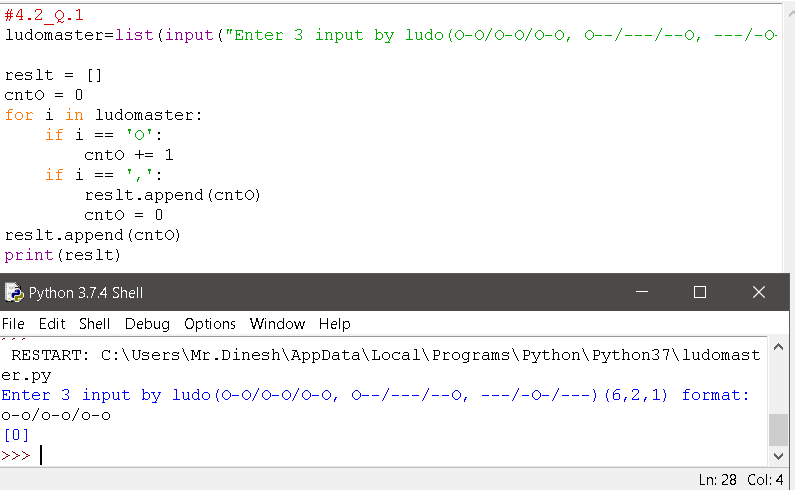 #4.2_Q.1
ludomaster=list(input("Enter 3 input by ludo(O-O/O-O/O-O, O--/---/--O, ---/-O-
reslt = []
cntO = 0
for i in ludomaster:
    if i == 'O':
        cntO += 1
    if i == ',':
        reslt.append(cntO)
        cntO = 0
reslt.append(cntO)
print(reslt)
Python 3.7.4 Shell
File Edit Shell Debug Options Window Help
RESTART: C:\Users\Mr.Dinesh\AppData\Local\Programs\Python\Python37\ludomast
er.py
Enter 3 input by ludo(O-O/O-O/O-O, O--/---/--O, ---/-O-/---)(6,2,1) format:
o-o/o-o/o-o
[0]
>>>
Ln: 28 Col: 4